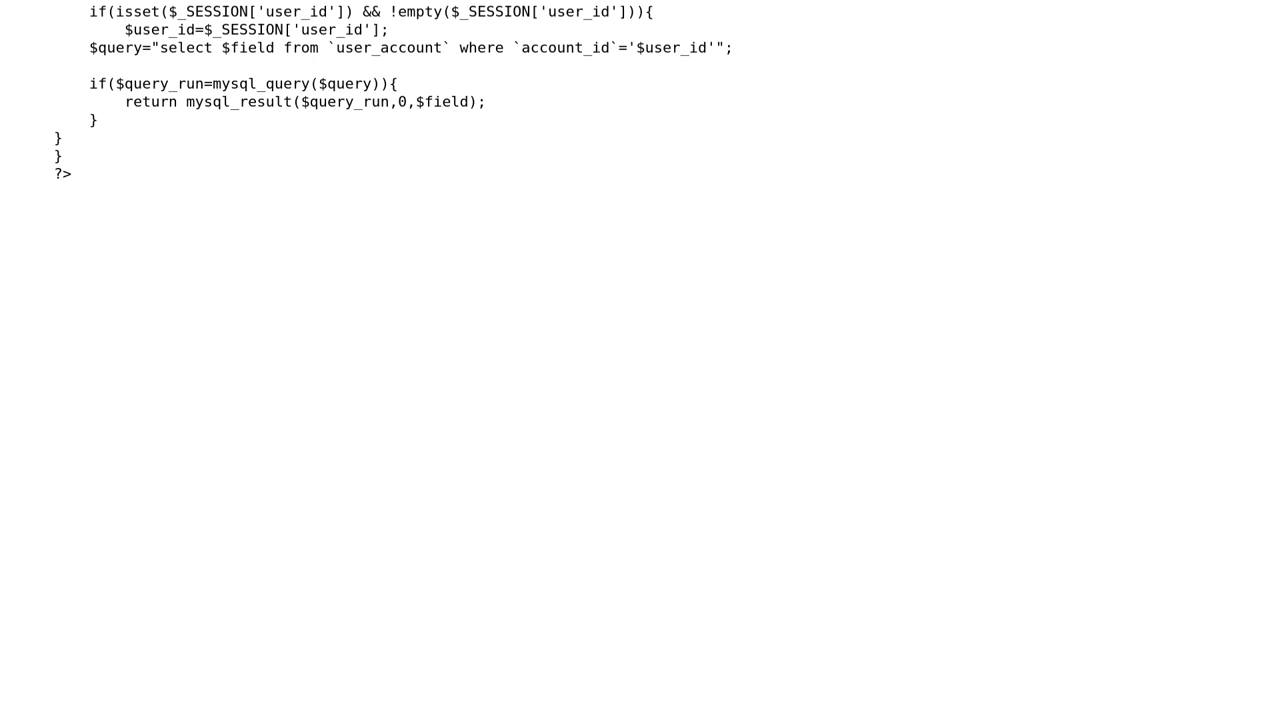 if(isset($_SESSION['user_id']) && !empty($_SESSION['user_id'])){
$user_id=$_SESSION['user_id'];
$query="select $field from `user_account` where `account_id`='$user_id'";
if($query_run=mysql_query($query)){
return mysql_result($query_run,0,$field);
}
}
}
?>